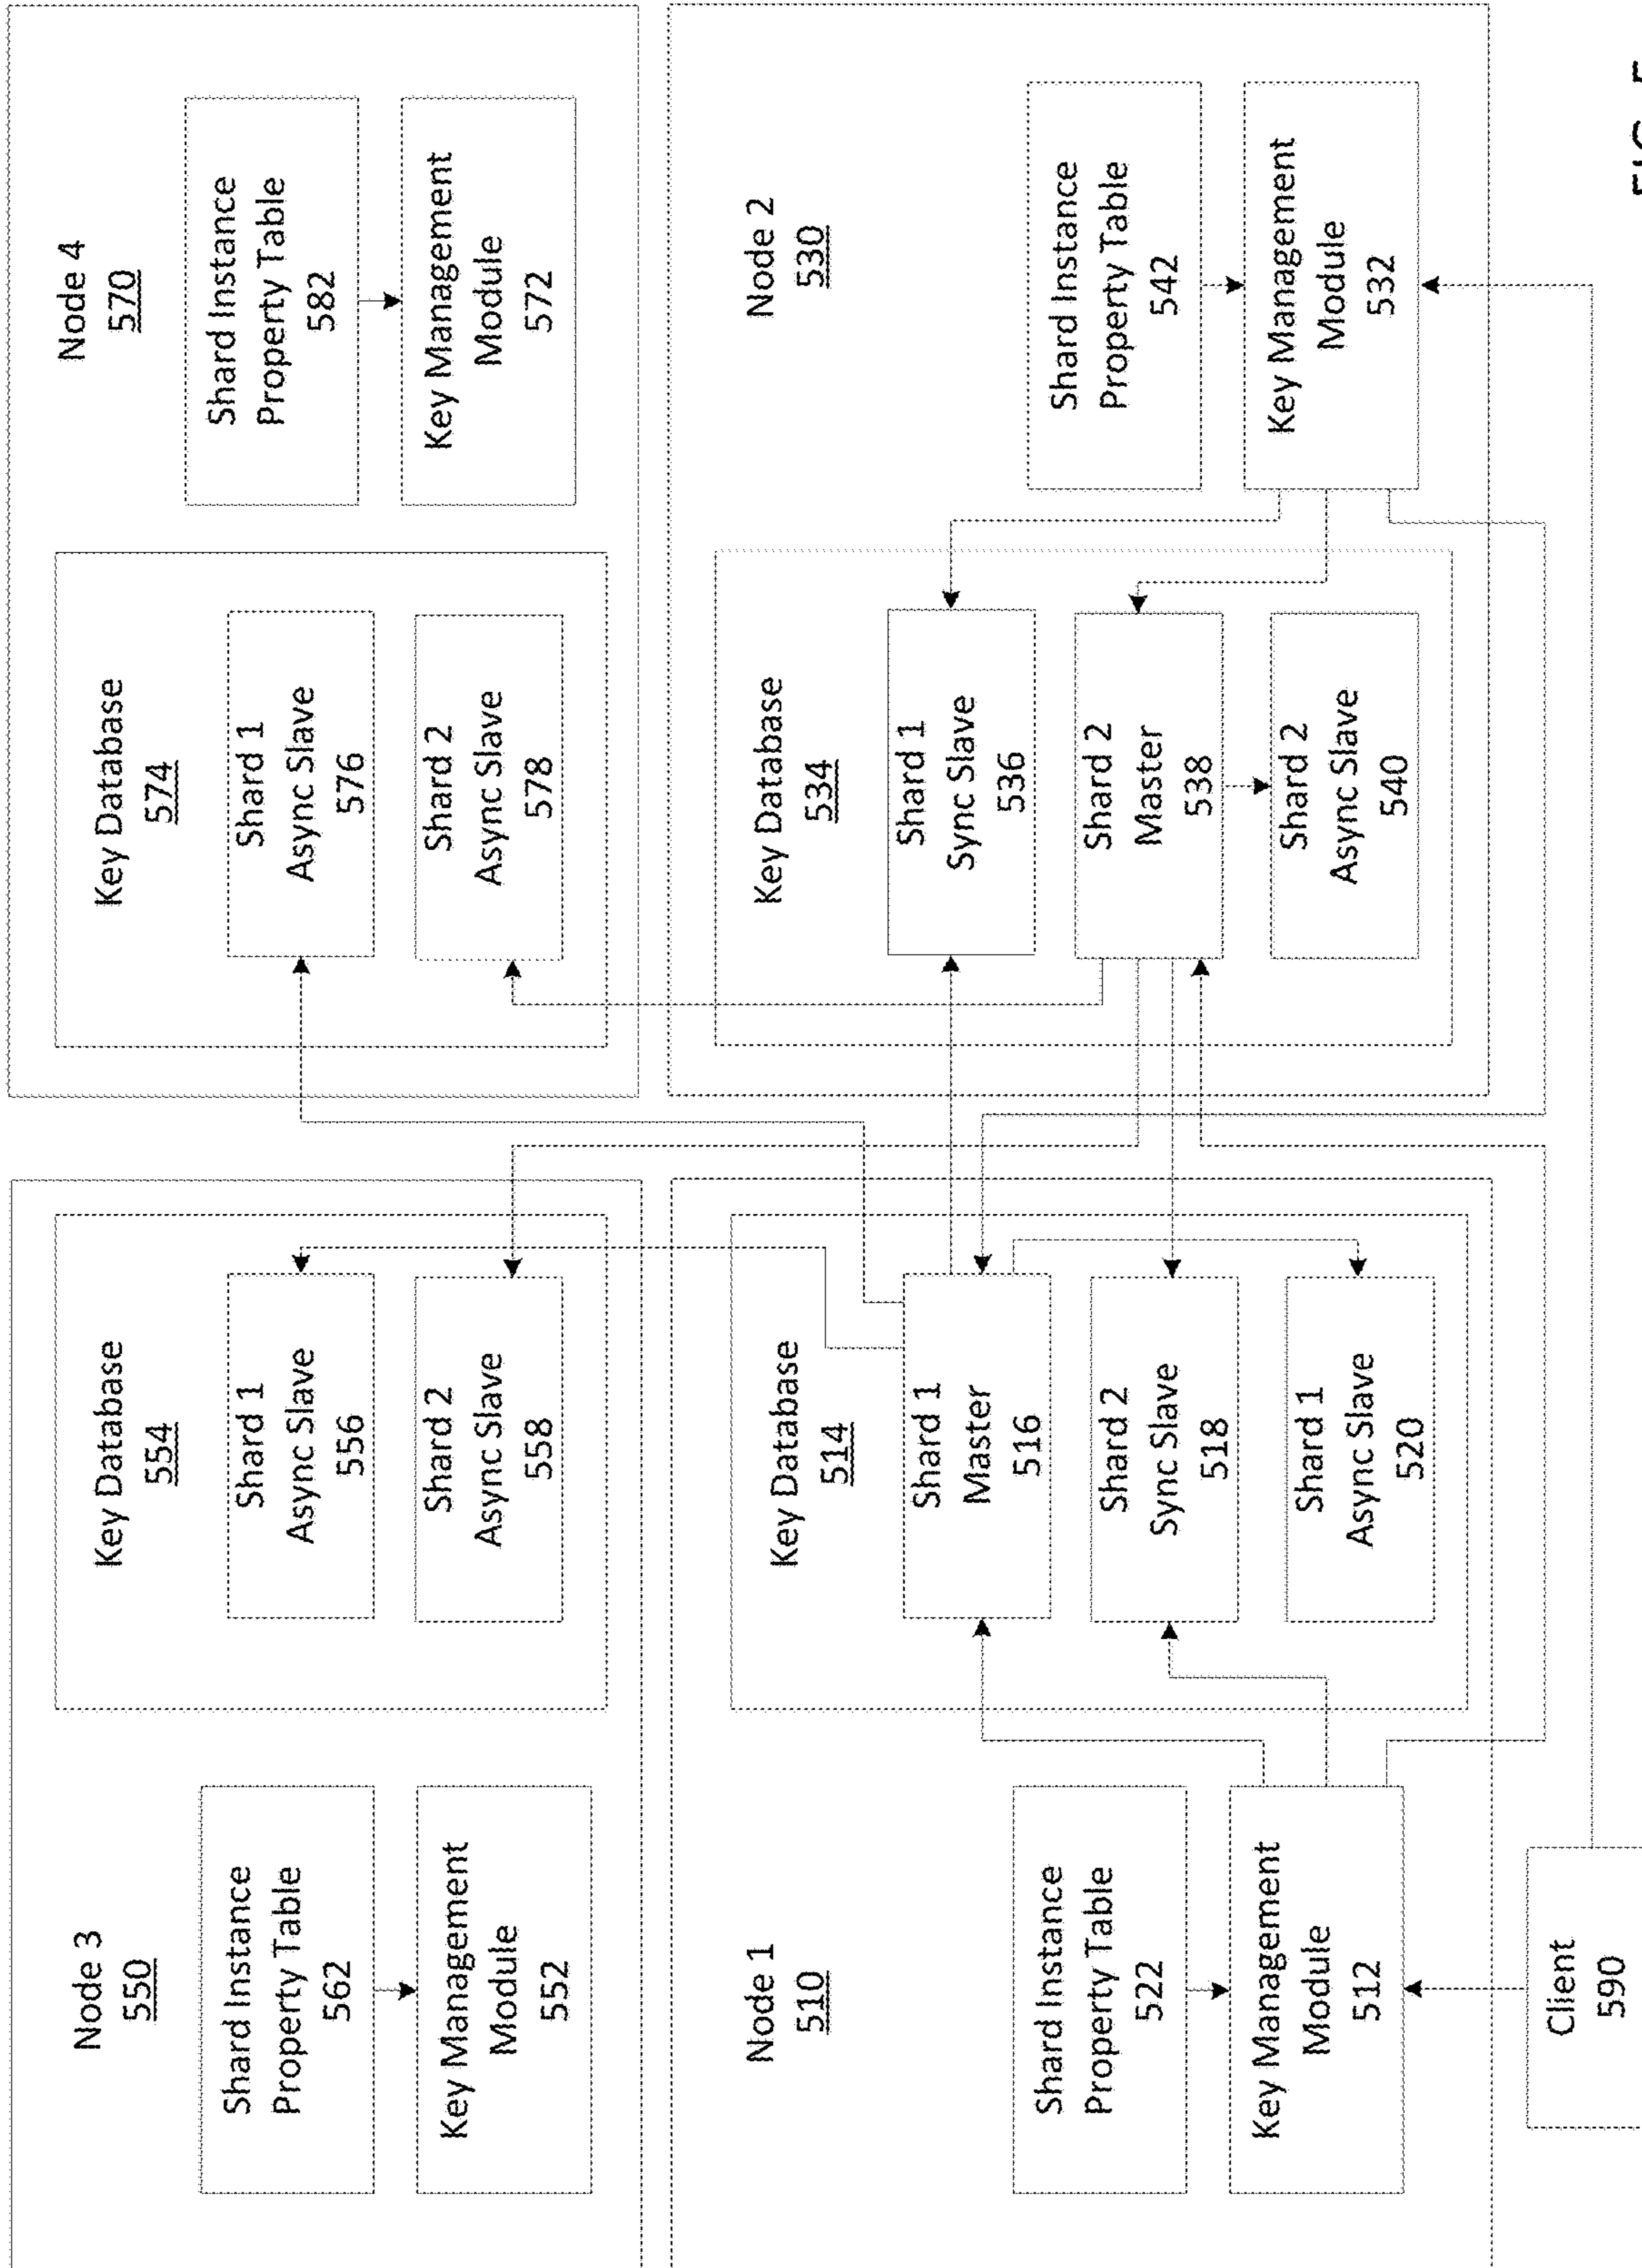 Node 3
550
Shard Instance
Property Table
562
Key Management
Module
552
Key Database
554
Shard 1
Async Slave
556
Shard 2
Async Slave
558
Key Database
574
Shard 1
Async Slave
576
Shard 2
Async Slave
578
Node 4
570
Shard Instance
Property Table
582
Key Management
Module
572
Node 1
510
Shard Instance
Property Table
522
Key Management
Module
512
Key Database
514
Shard 1
Master
516
Shard 2
Sync Slave
518
Shard 1
Async Slave
520
Key Database
534
Shard 1
Sync Slave
536
Shard 2
Master
538
Shard 2
Async Slave
540
Node 2
530
Shard Instance
Property Table
542
Key Management
Module
532
Client
590